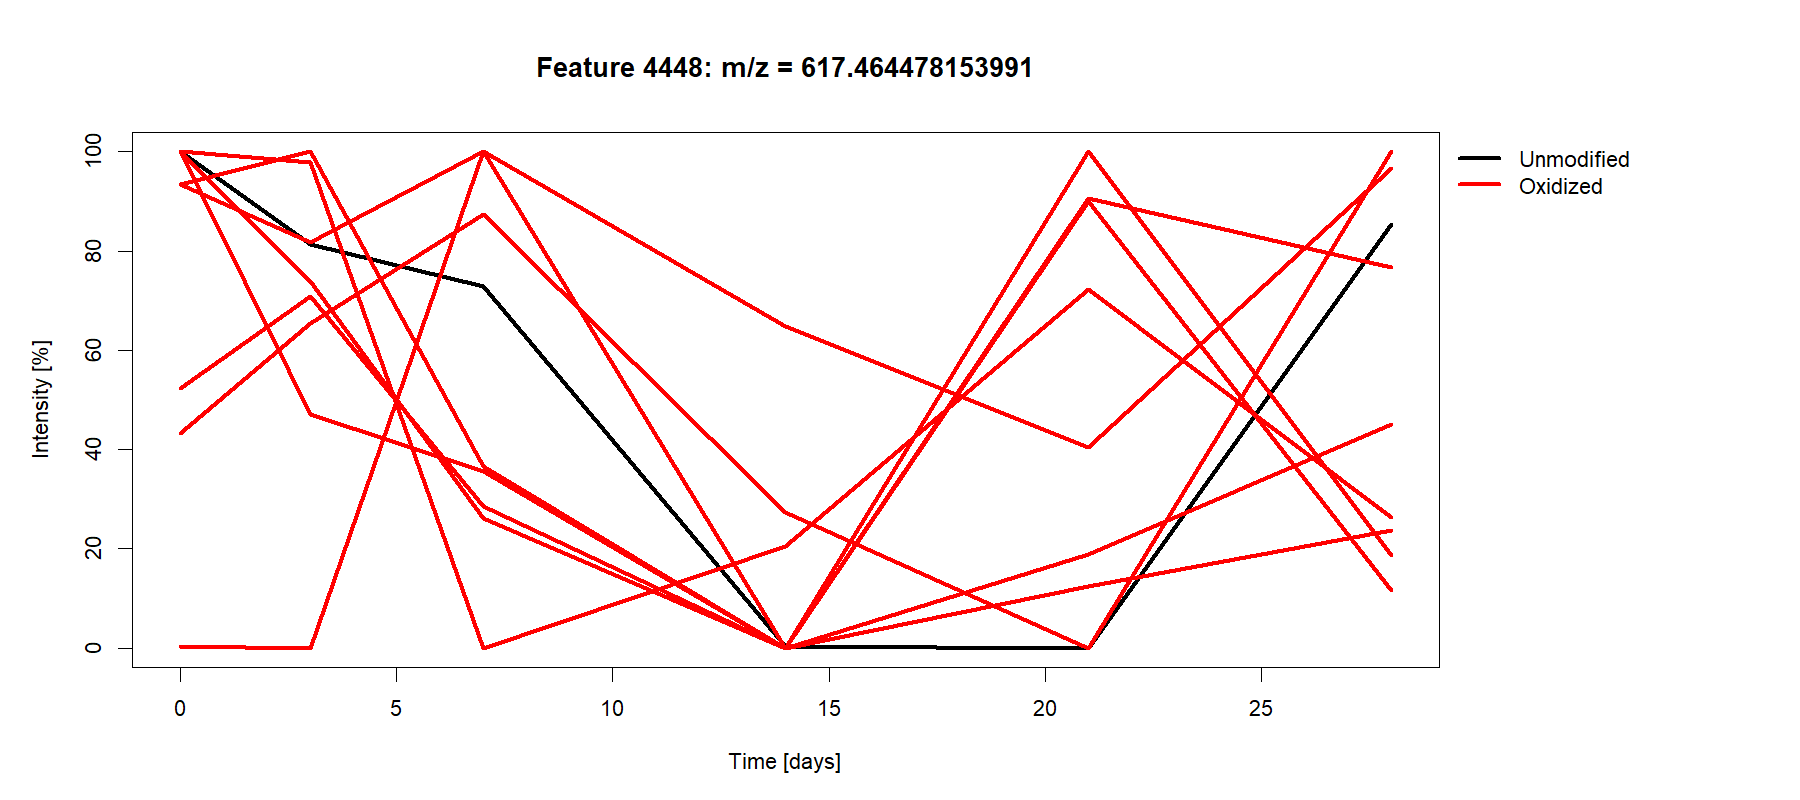 Feature 4448: m/z = 617.464478153991
Unmodified
Oxidized
Intensity [%]
100
80
60
40
20
0
0 5 10 15 20 25
Time [days]